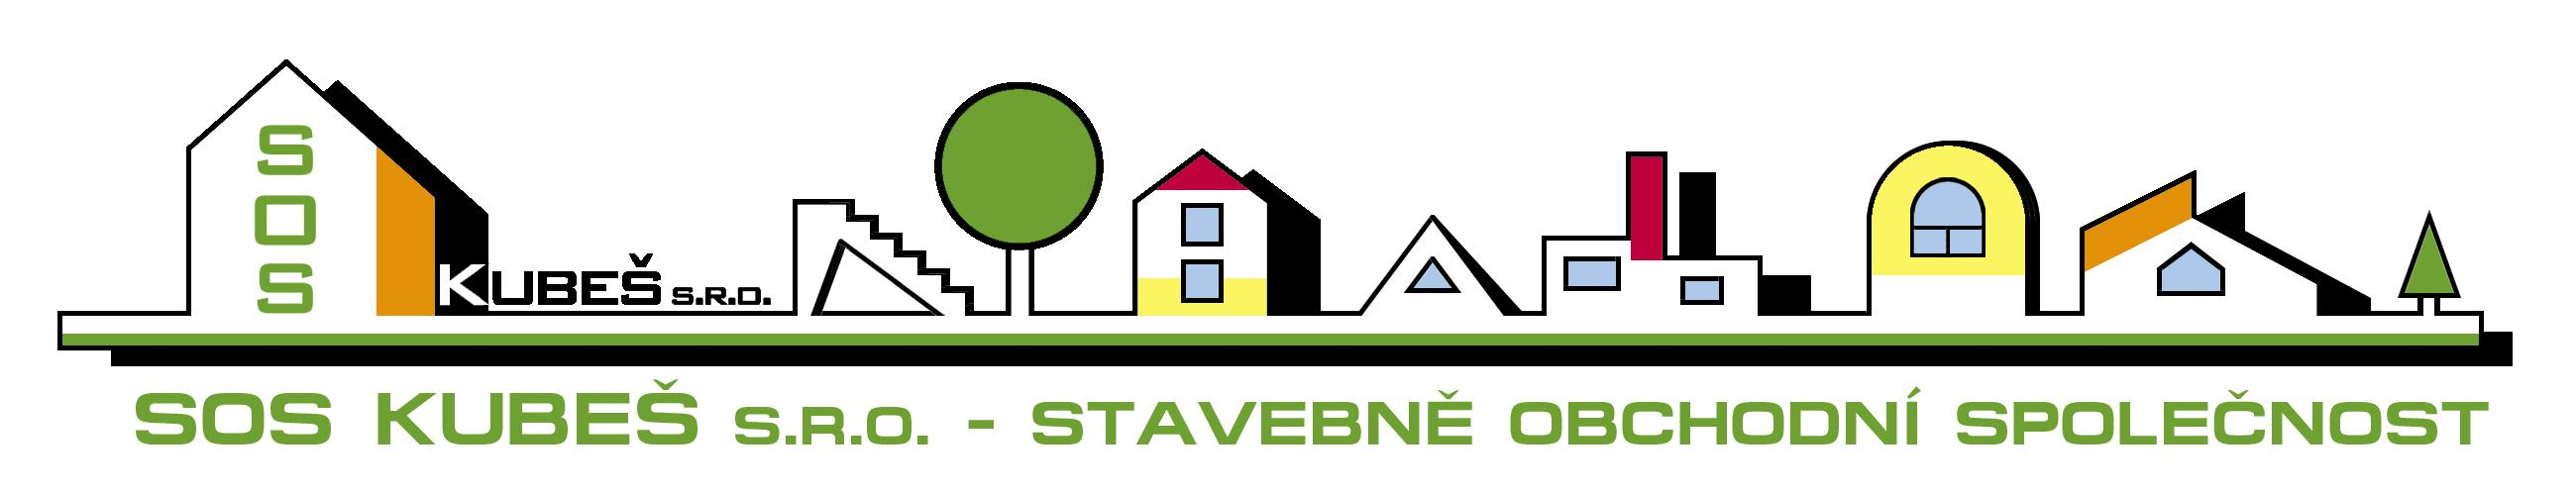 SOS
KUBEŠ S.R.O.
SOS KUBEŠ S.R.O. - STAVEBNĚ OBCHODNÍ SPOLEČNOST